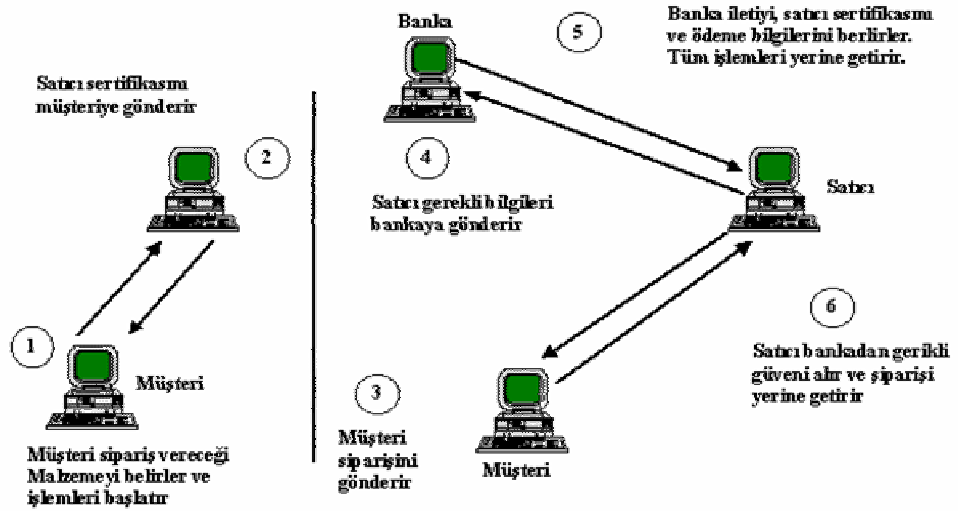 Banka
5
Banka iletiyi, satıcı sertifikasını
ve ödeme bilgilerini berlirler.
Tüm işlemleri yerine getirir.
Satıcı sertifikasını
müşteriye gönderir
2
4
Satıcı
Satıcı gerekli bilgileri
bankaya gönderir
1
Müşteri
6
Satıcı bankadan gerikli
güveni alır ve şiparişi
yerine getirir
3
Müşteri
siparişini
gönderir
Müşteri
Müşteri sipariş vereceği
Malzemeyi belirler ve
işlemleri başlatır